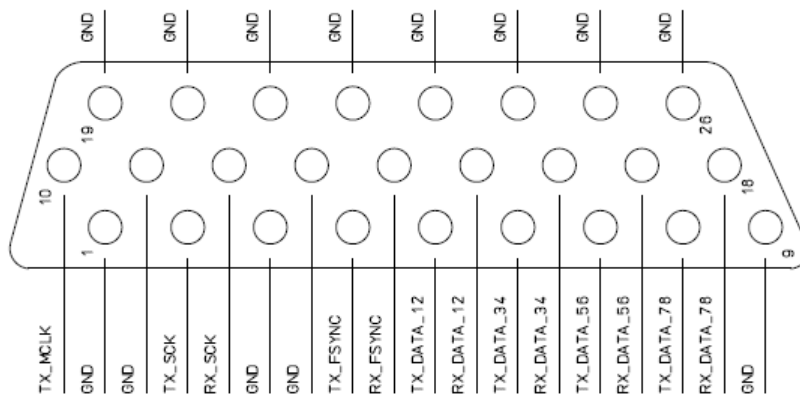 GND GND GND GND GND GND GND GND
19 26
10 18
1 9
TX_MCLK GND GND TX_SCK RX_SCK GND GND TX_FSYNC RX_FSYNC TX_DATA_12 RX_DATA_12 TX_DATA_34 RX_DATA_34 TX_DATA_56 RX_DATA_56 TX_DATA_78 RX_DATA_78 GND